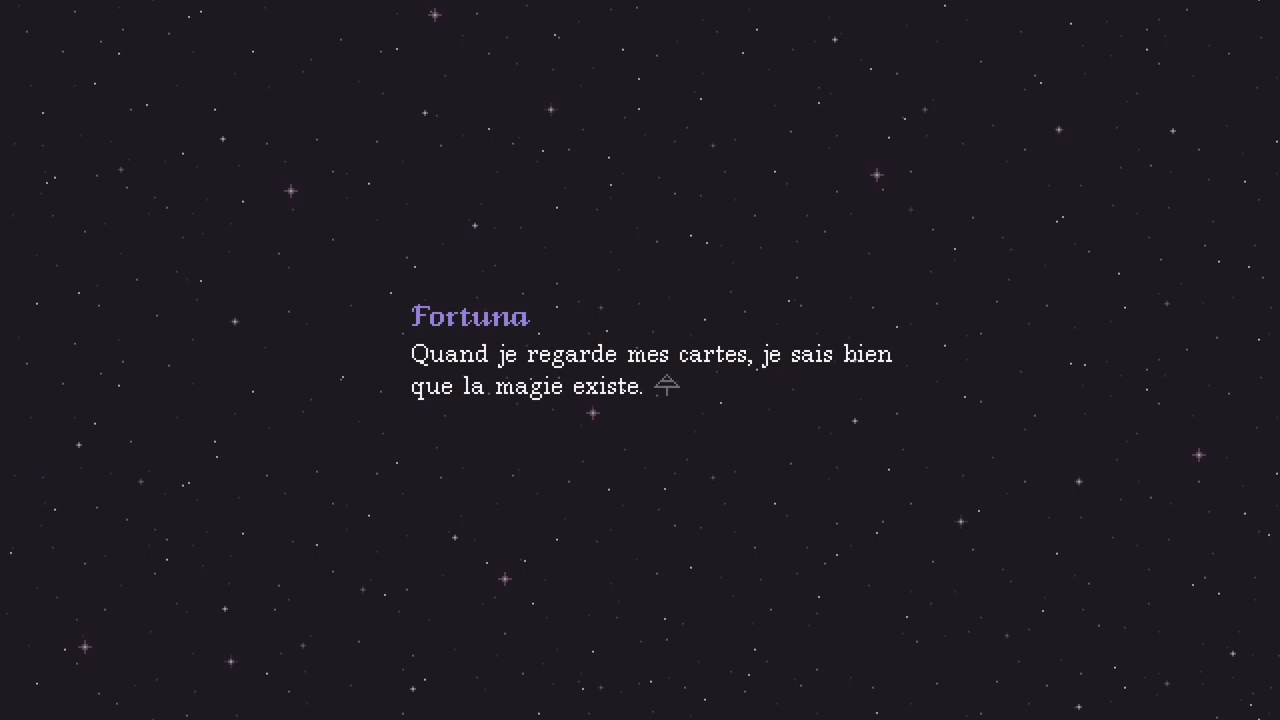 Fortuna
Quand je regarde mes cartes, je sais bien
que la magie existe.